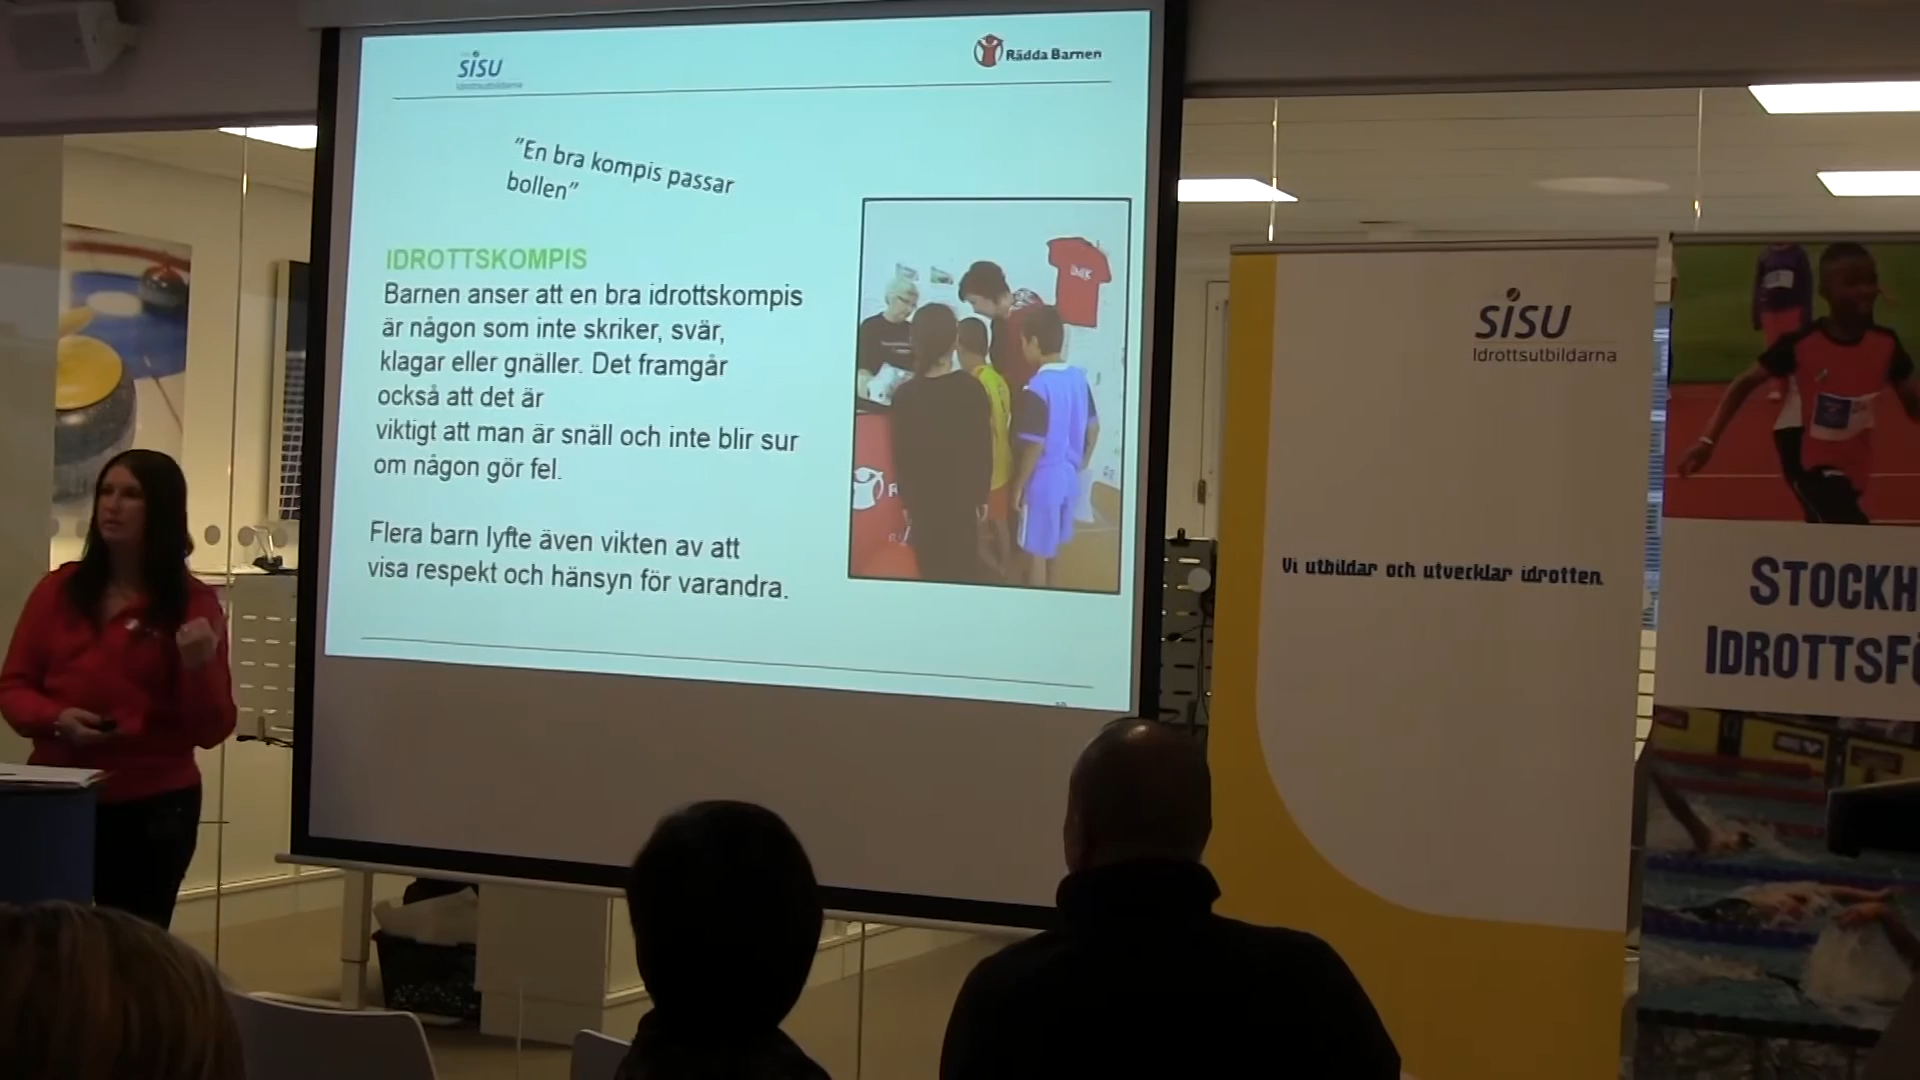 SISU
Idrottsutbildarna
Rädda Barnen
"En bra kompis passar
bollen"
IDROTTSKOMPIS
Barnen anser att en bra idrottskompis
är någon som inte skriker, svär,
klagar eller gnäller. Det framgår
också att det är
viktigt att man är snäll och inte blir sur
om någon gör fel.
Flera barn lyfte även vikten av att
visa respekt och hänsyn för varandra.
SISU
Idrottsutbildarna
Vi utbildar och utvecklar idrotten.
STOCKH
IDROTTSFÖ